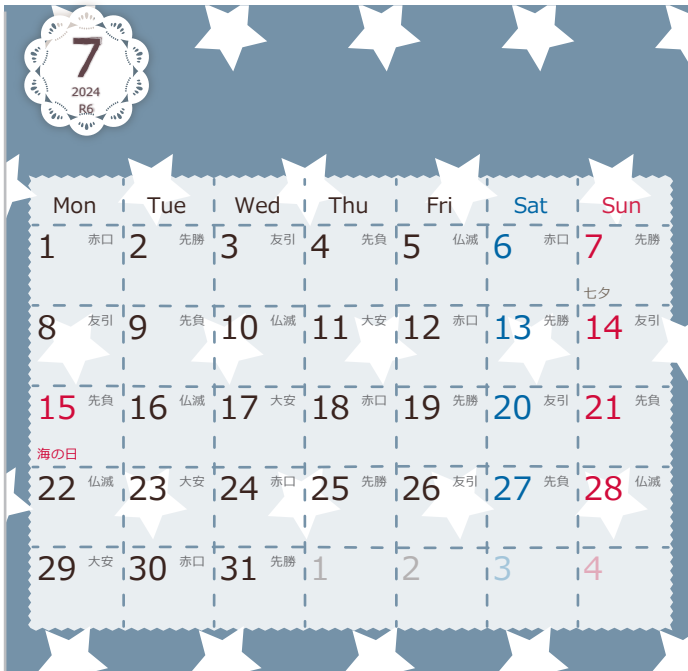 7
2024
R6
Mon Tue Wed Thu Fri Sat Sun
1 赤口 2 先勝 3 友引 4 先負 5 仏滅 6 赤口 7 先勝
七夕
8 友引 9 先負 10 仏滅 11 大安 12 赤口 13 先勝 14 友引
15 先負 16 仏滅 17 大安 18 赤口 19 先勝 20 友引 21 先負
海の日
22 仏滅 23 大安 24 赤口 25 先勝 26 友引 27 先負 28 仏滅
29 大安 30 赤口 31 先勝 1 2 3 4